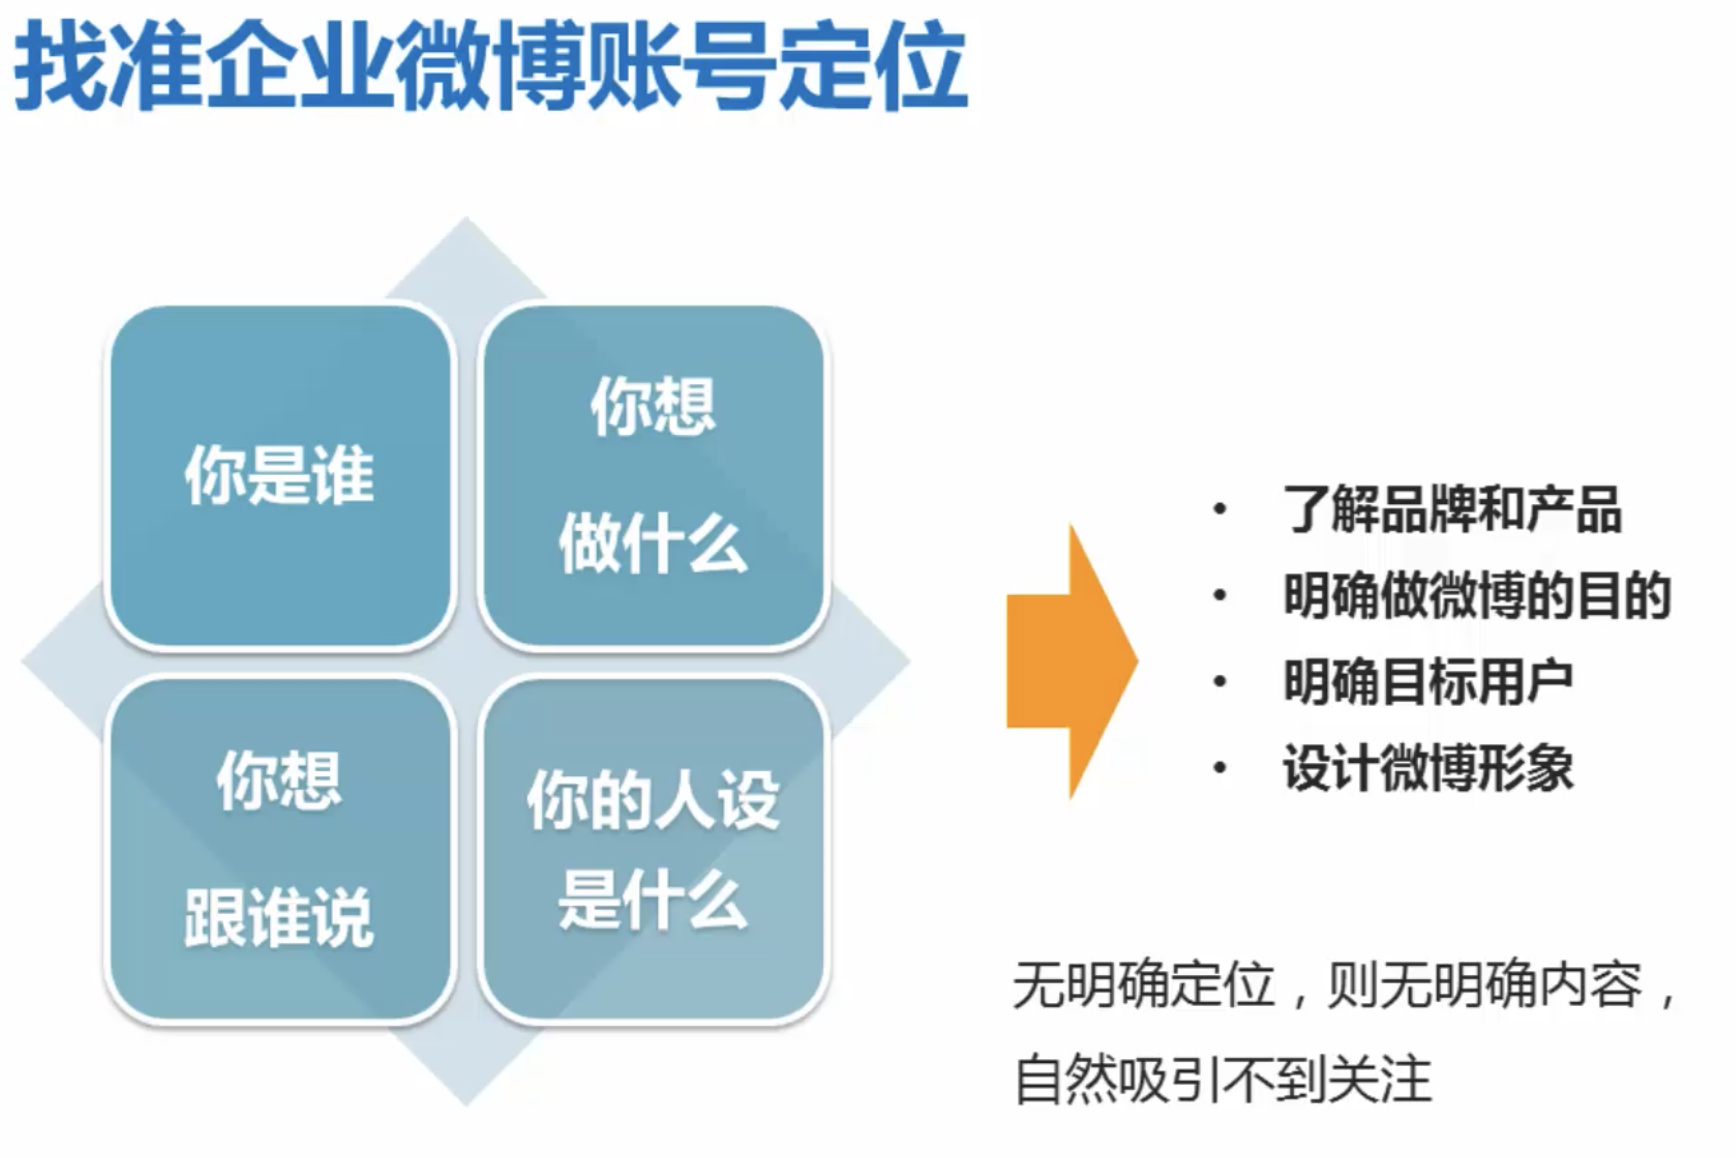 找准企业微博账号定位
你是谁
你想
做什么
你想
跟谁说
你的人设
是什么
• 了解品牌和产品
• 明确做微博的目的
• 明确目标用户
• 设计微博形象
无明确定位，则无明确内容，
自然吸引不到关注